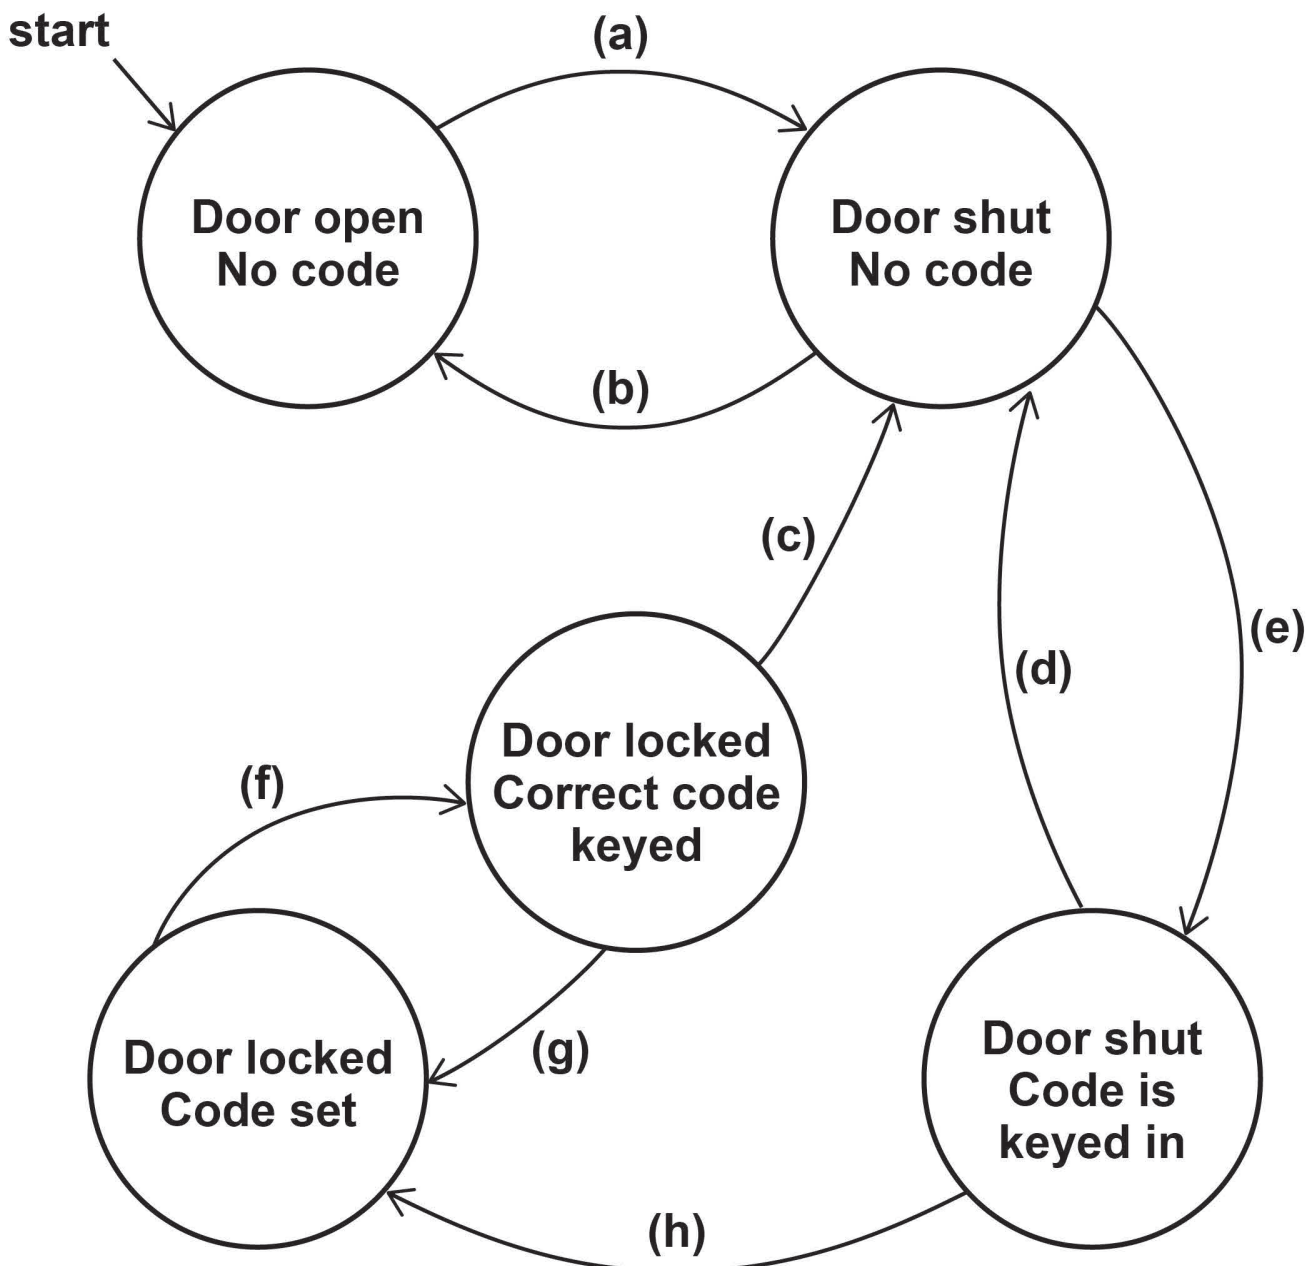 start
(a)
Door open
No code
Door shut
No code
(b)
(c)
(e)
(d)
Door locked
Correct code
keyed
(f)
(g)
Door locked
Code set
Door shut
Code is
keyed in
(h)